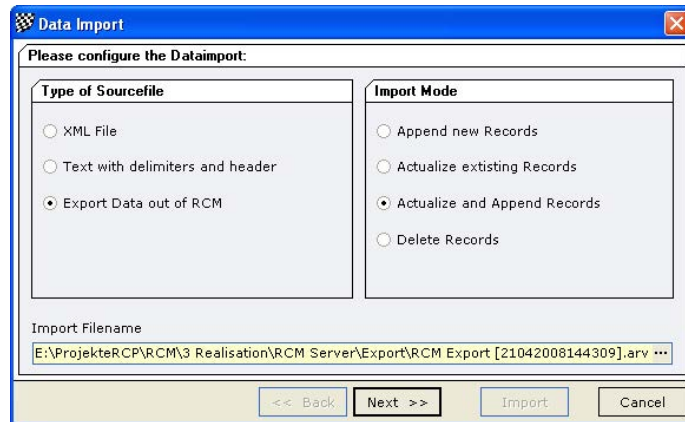 Data Import
Please configure the Dataimport:
Type of Sourcefile
XML File
Text with delimiters and header
Export Data out of RCM
Import Mode
Append new Records
Actualize extisting Records
Actualize and Append Records
Delete Records
Import Filename
E:\ProjekteRCP\RCM\3 Realisation\RCM Server\Export\RCM Export [21042008144309].arv ...
<< Back Next >> Import Cancel